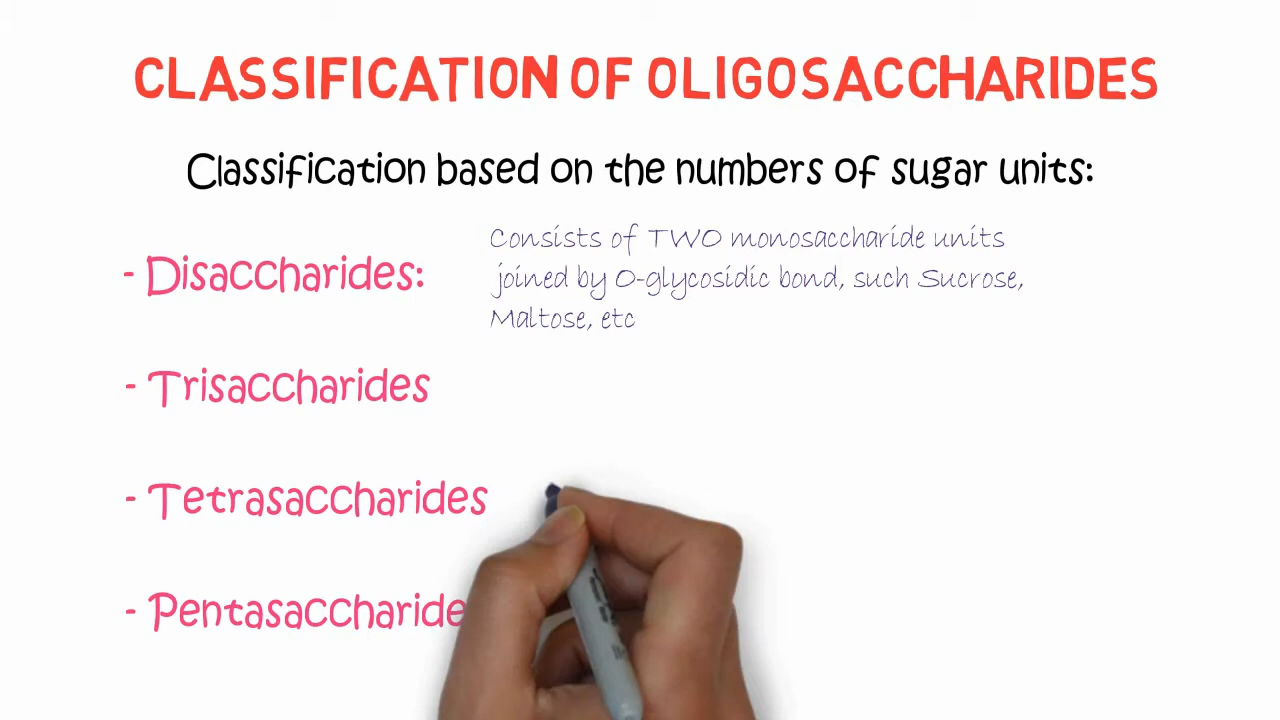 CLASSIFICATION OF OLIGOSACCHARIDES
Classification based on the numbers of sugar units:
- Disaccharides:
Consists of TWO monosaccharide units
joined by O-glycosidic bond, such Sucrose,
Maltose, etc
- Trisaccharides
- Tetrasaccharides
- Pentasaccharide